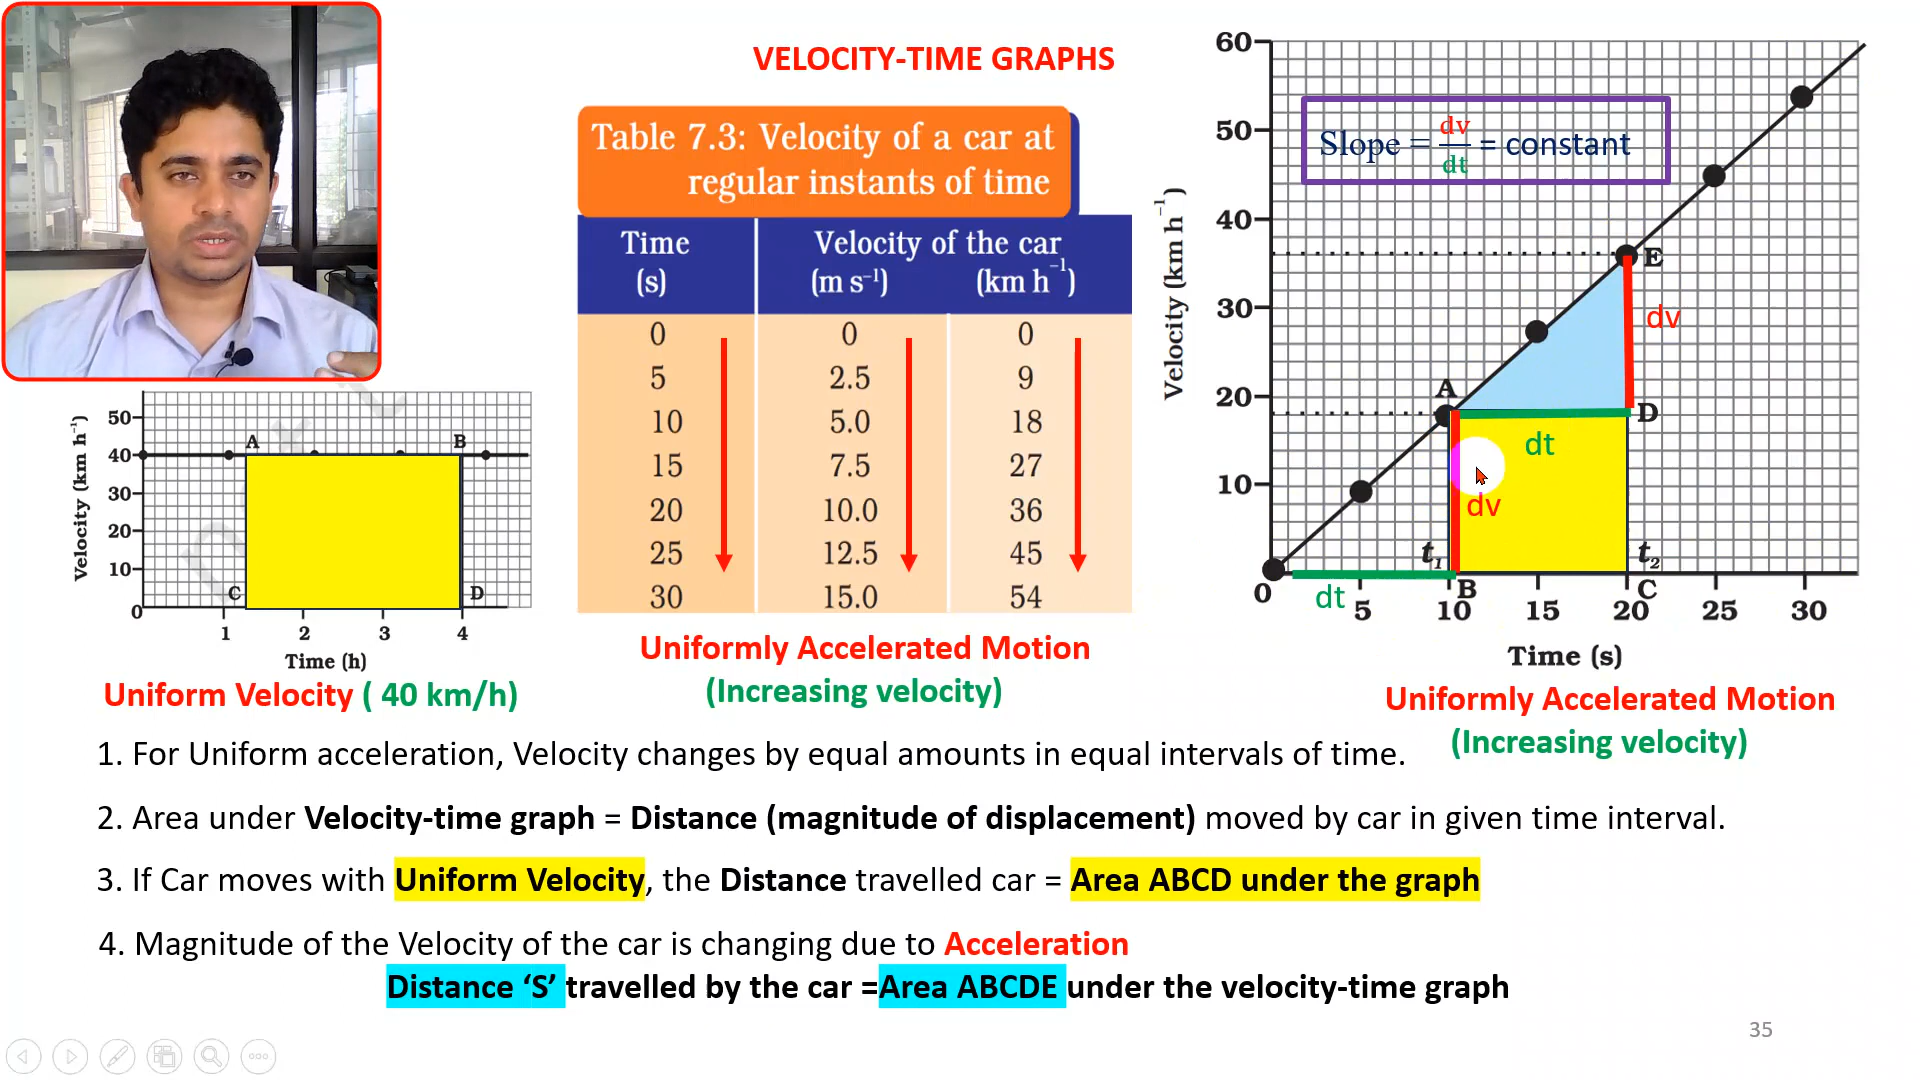 VELOCITY-TIME GRAPHS
Table 7.3: Velocity of a car at
regular instants of time
Time Velocity of the car
(s) (m s⁻¹) (km h⁻¹)
0 0 0
5 2.5 9
10 5.0 18
15 7.5 27
20 10.0 36
25 12.5 45
30 15.0 54
Uniformly Accelerated Motion
(Increasing velocity)
Velocity (km h⁻¹)
50
40
30
20
10
0
A B
C D
1 2 3 4
Time (h)
Uniform Velocity ( 40 km/h)
Velocity (km h⁻¹)
60
50
40
30
20
10
0
Slope = dv/dt = constant
E
dv
A
D
dt
dv
t₁ t₂
B C
dt
5 10 15 20 25 30
Time (s)
Uniformly Accelerated Motion
(Increasing velocity)
1. For Uniform acceleration, Velocity changes by equal amounts in equal intervals of time.
2. Area under Velocity-time graph = Distance (magnitude of displacement) moved by car in given time interval.
3. If Car moves with Uniform Velocity, the Distance travelled car = Area ABCD under the graph
4. Magnitude of the Velocity of the car is changing due to Acceleration
Distance ‘S’ travelled by the car =Area ABCDE under the velocity-time graph
35